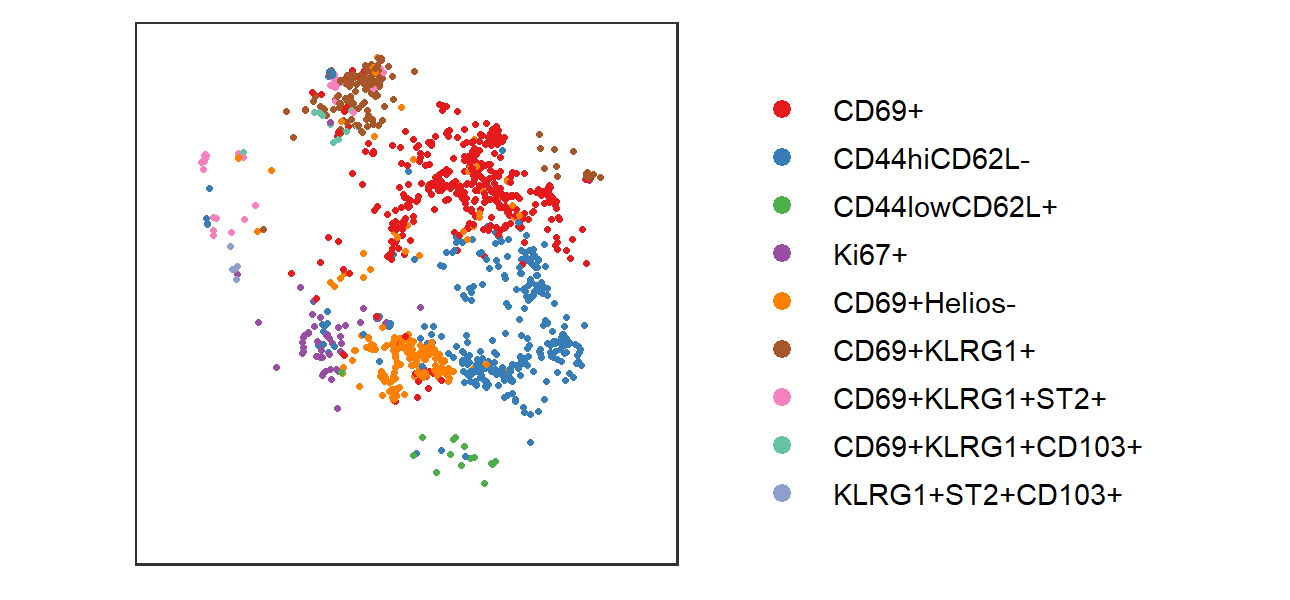 CD69+
CD44hiCD62L-
CD44lowCD62L+
Ki67+
CD69+Helios-
CD69+KLRG1+
CD69+KLRG1+ST2+
CD69+KLRG1+CD103+
KLRG1+ST2+CD103+